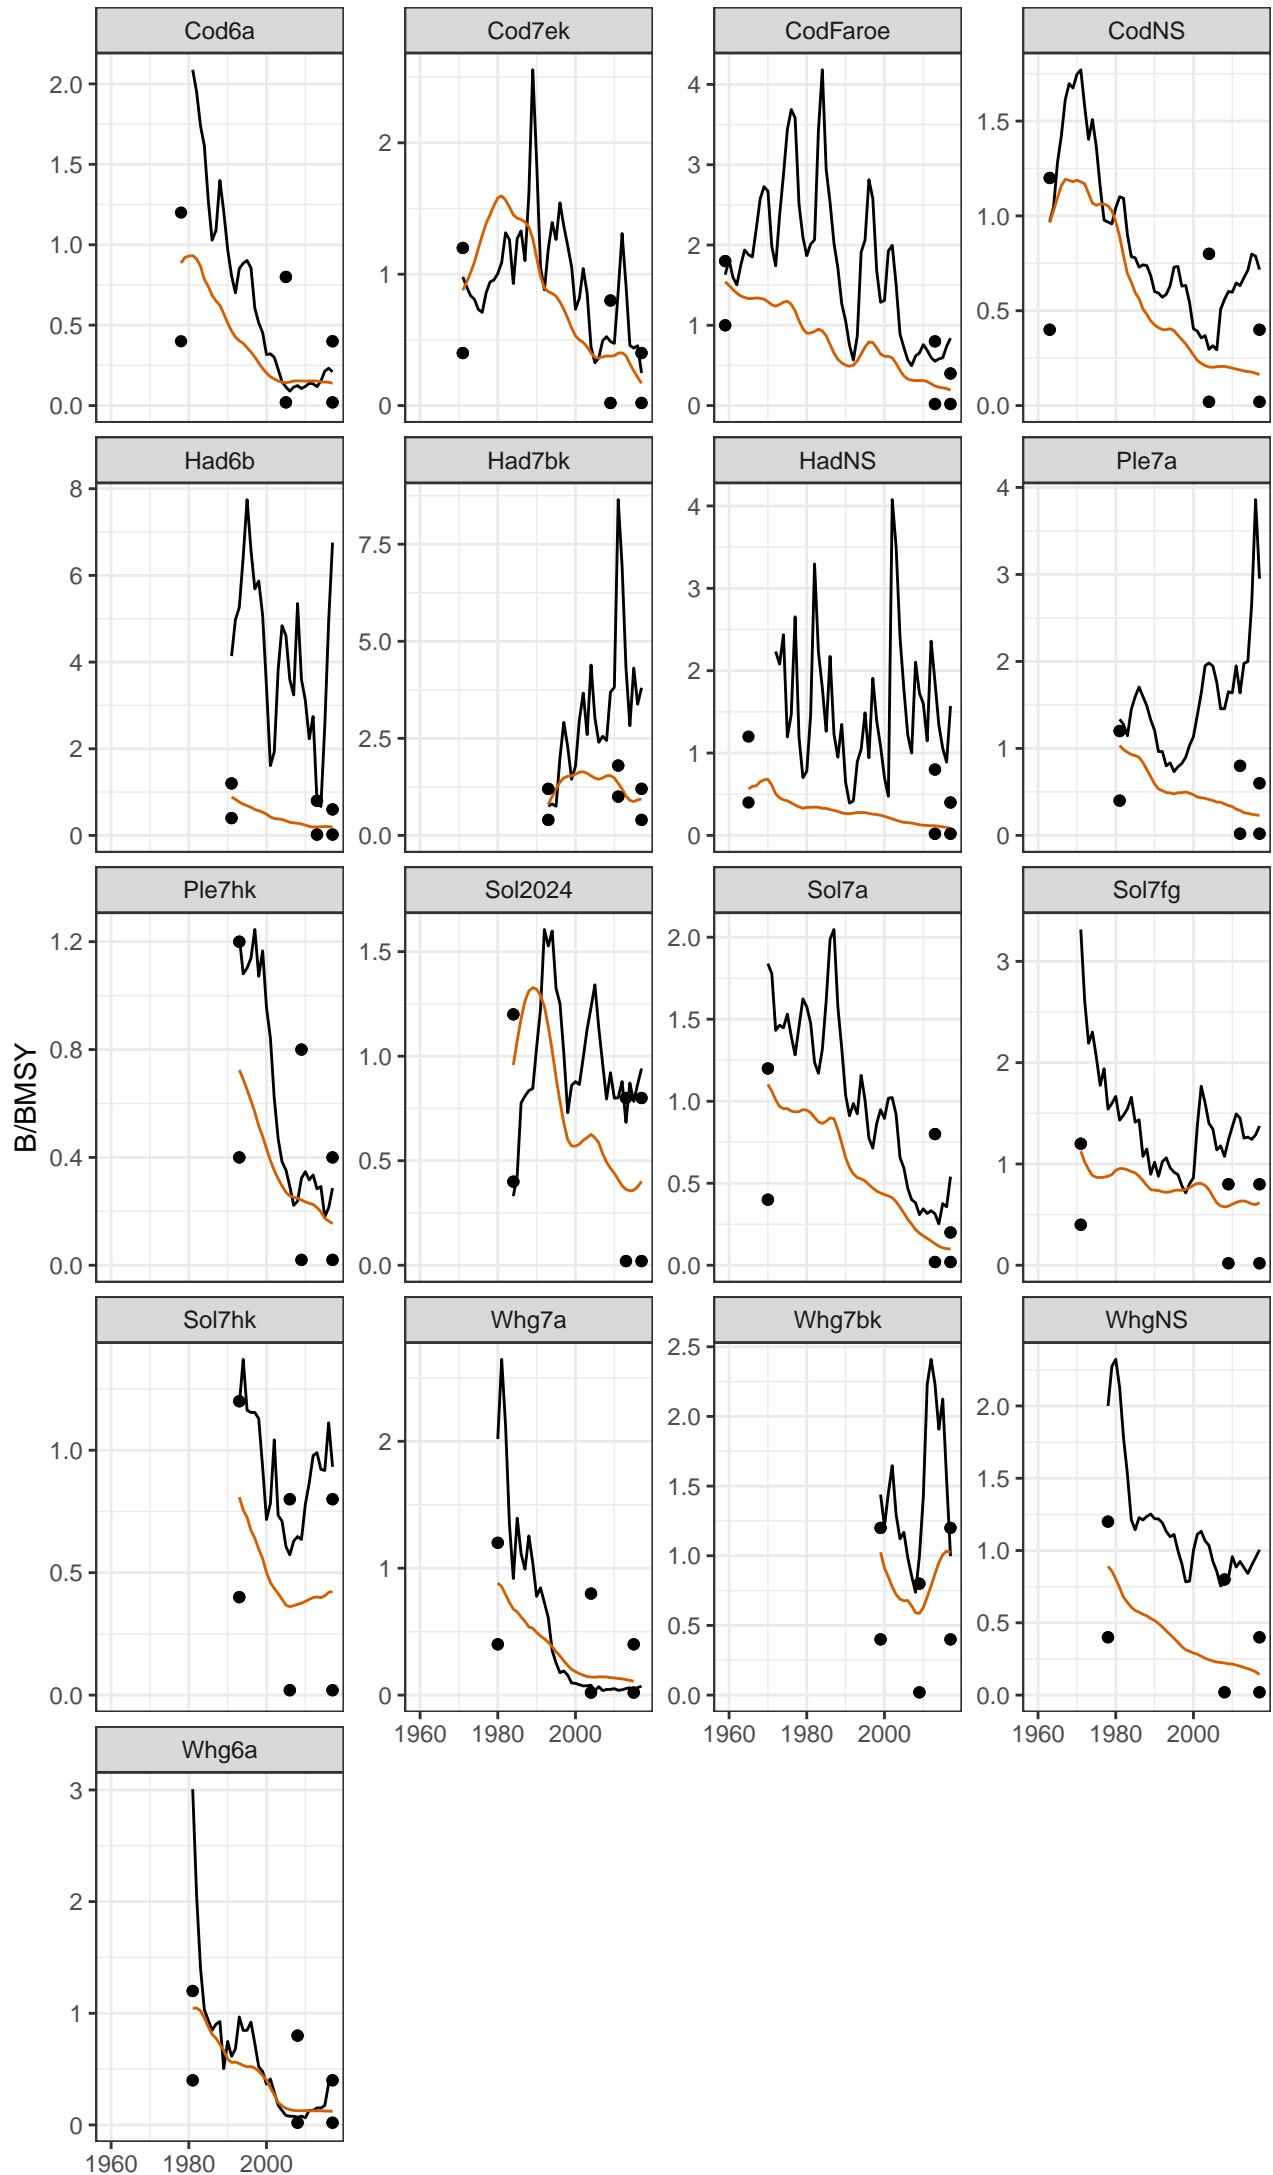 Cod6a Cod7ek CodFaroe CodNS
2.0 1.5 1.0 0.5 0.0
2 1 0
4 3 2 1 0
1.5 1.0 0.5 0.0
Had6b Had7bk HadNS Ple7a
8 6 4 2 0
7.5 5.0 2.5 0.0
4 3 2 1 0
4 3 2 1 0
Ple7hk Sol2024 Sol7a Sol7fg
1.2 0.8 0.4 0.0
1.5 1.0 0.5 0.0
2.0 1.5 1.0 0.5 0.0
3 2 1 0
B/BMSY
Sol7hk Whg7a Whg7bk WhgNS
1.0 0.5 0.0
2 1 0
2.5 2.0 1.5 1.0 0.5 0.0
2.0 1.5 1.0 0.5 0.0
1960 1980 2000 1960 1980 2000 1960 1980 2000
Whg6a
3 2 1 0
1960 1980 2000